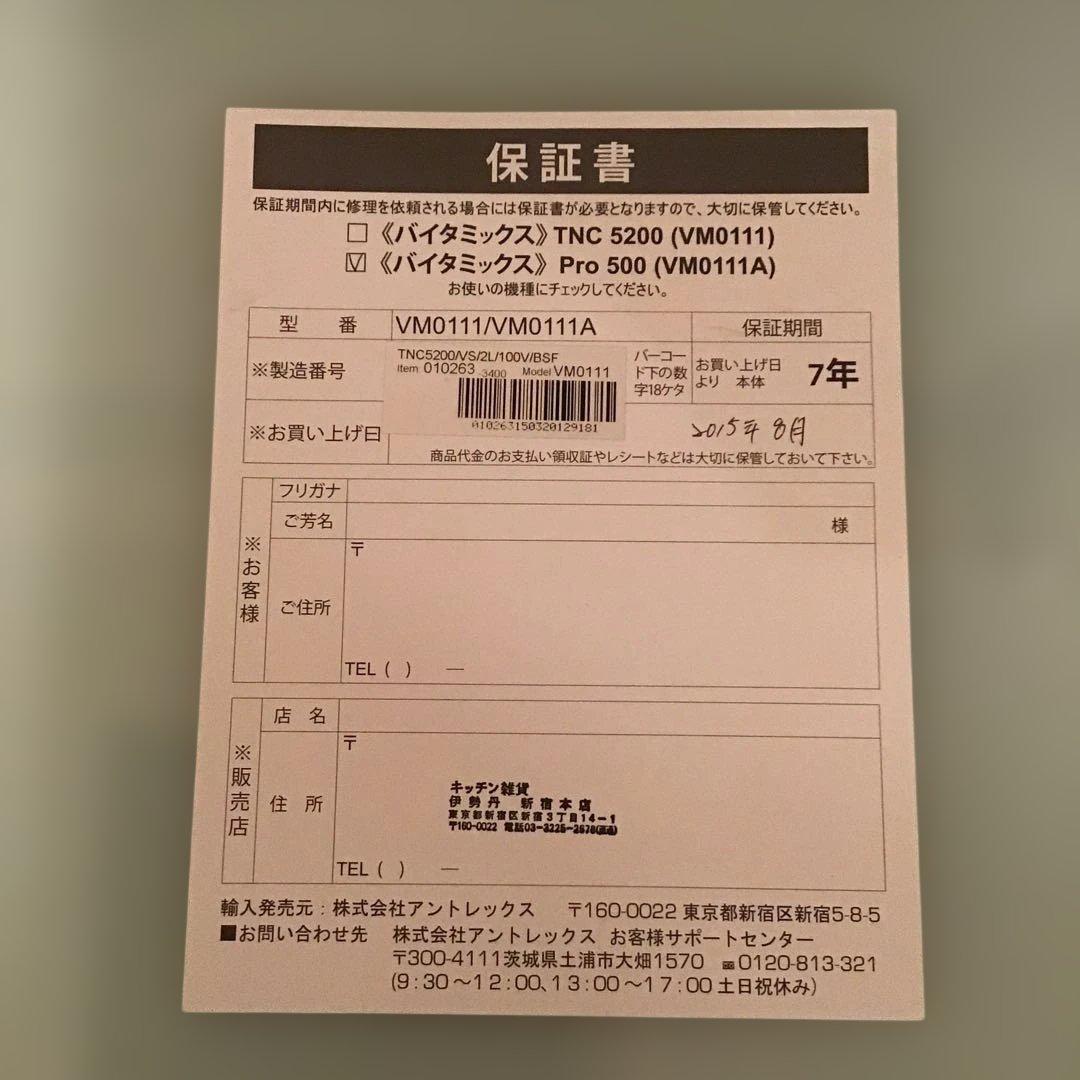 保証書
保証期間内に修理を依頼される場合には保証書が必要となりますので、大切に保管してください。
□《バイタミックス》TNC 5200 (VM0111)
☑《バイタミックス》 Pro 500 (VM0111A)
お使いの機種にチェックしてください。
型 番 VM0111/VM0111A 保証期間
※製造番号
TNC5200/VS/2L/100V/BSF
Item 010263 -3400 Model VM0111
010263150320129181
バーコー
ド下の数
字18ケタ
お買い上げ日
より 本体
7年
※お買い上げ日 2015年 8月
商品代金のお支払い領収証やレシートなどは大切に保管しておいて下さい。
※お客様
フリガナ
ご芳名 様
ご住所 〒
TEL ( ) ―
※販売店
店 名
住 所 〒
キッチン雑貨
伊勢丹 新宿本店
東京都新宿区新宿3丁目14-1
〒160-0022 電話03-3225-2678(直通)
TEL ( ) ―
輸入発売元:株式会社アントレックス 〒160-0022 東京都新宿区新宿5-8-5
■お問い合わせ先 株式会社アントレックス お客様サポートセンター
〒300-4111茨城県土浦市大畑1570 0120-813-321
(9:30~12:00、13:00~17:00 土日祝休み)